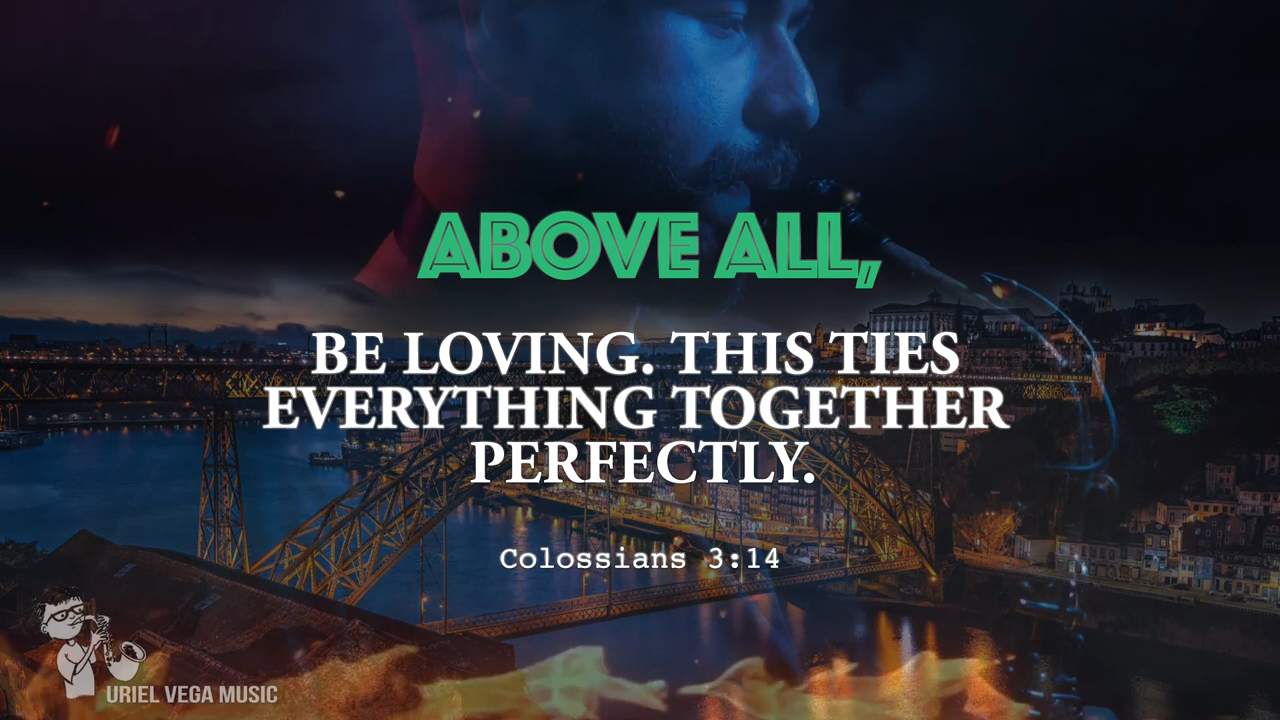 ABOVE ALL,
BE LOVING. THIS TIES
EVERYTHING TOGETHER
PERFECTLY.
Colossians 3:14
URIEL VEGA MUSIC